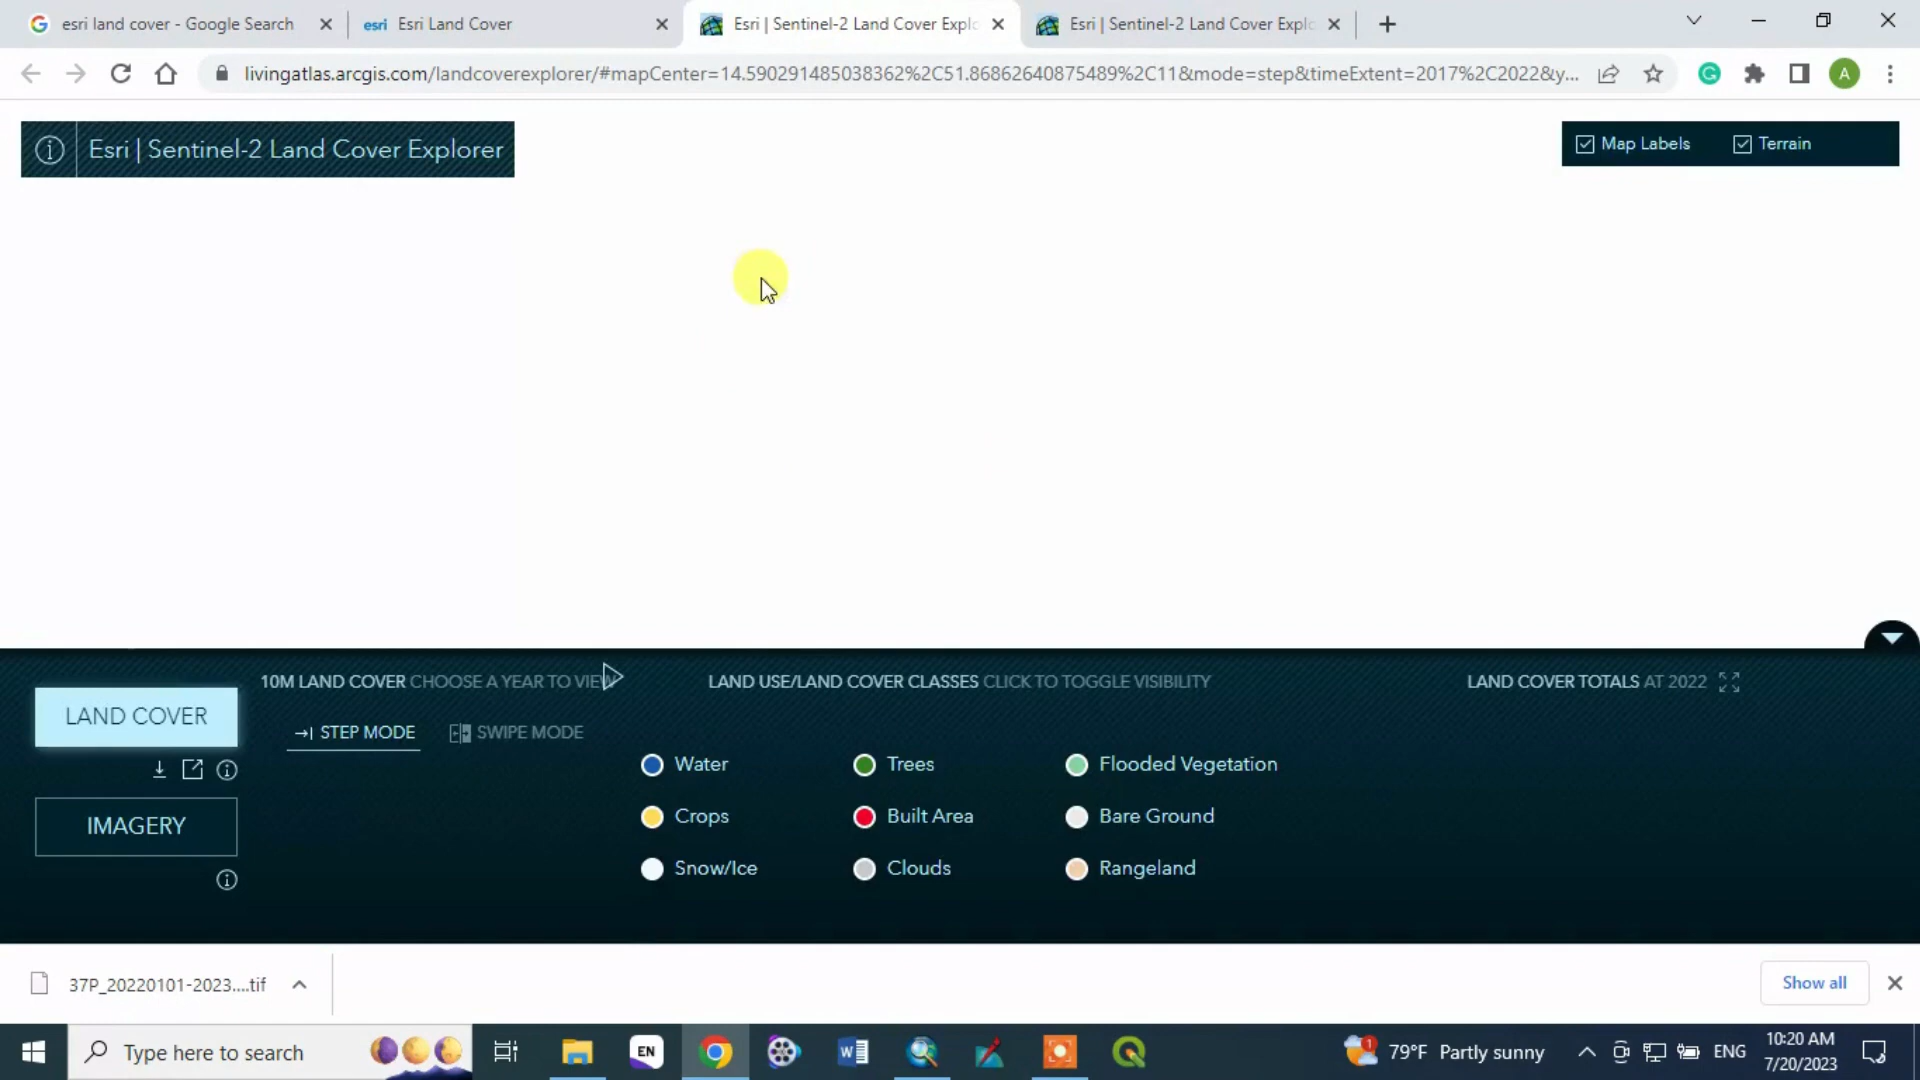 esri land cover - Google Search
esri Esri Land Cover
Esri | Sentinel-2 Land Cover Explo
Esri | Sentinel-2 Land Cover Explo
livingatlas.arcgis.com/landcoverexplorer/#mapCenter=14.590291485038362%2C51.86862640875489%2C11&mode=step&timeExtent=2017%2C2022&y...
A
Esri | Sentinel-2 Land Cover Explorer
Map Labels Terrain
10M LAND COVER CHOOSE A YEAR TO VIEW
LAND USE/LAND COVER CLASSES CLICK TO TOGGLE VISIBILITY
LAND COVER TOTALS AT 2022
LAND COVER
STEP MODE SWIPE MODE
Water Trees Flooded Vegetation
IMAGERY
Crops Built Area Bare Ground
Snow/Ice Clouds Rangeland
37P_20220101-2023....tif
Show all
Type here to search
EN
79°F Partly sunny
ENG
10:20 AM
7/20/2023